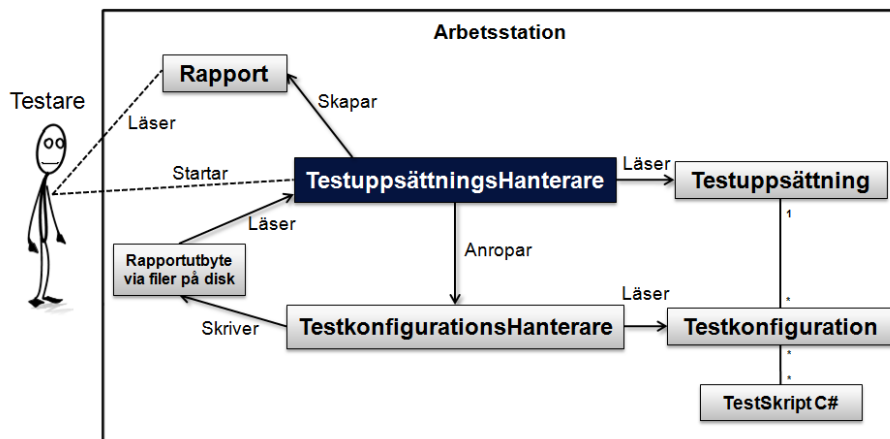 Arbetsstation
Rapport
Testare
Skapar
Läser
Startar
Läser
TestuppsättningsHanterare
Testuppsättning
1
Läser
Rapportutbyte
via filer på disk
Anropar
Läser
*
Skriver
TestkonfigurationsHanterare
Testkonfiguration
*
*
TestSkript C#